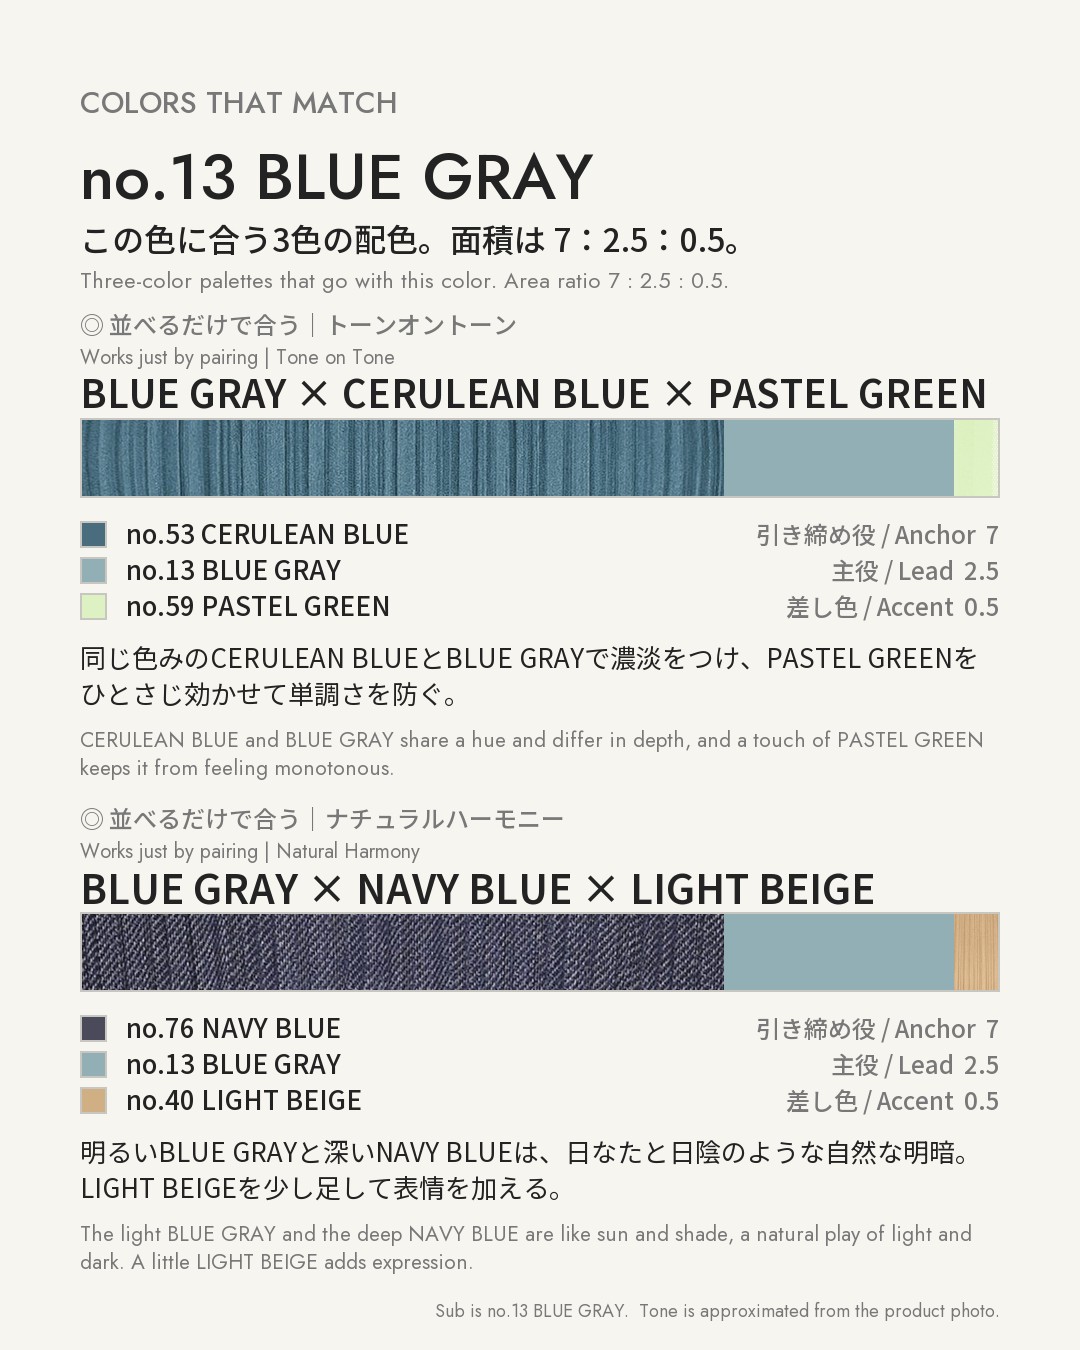 COLORS THAT MATCH
no.13 BLUE GRAY
この色に合う3色の配色。面積は 7：2.5：0.5。
Three-color palettes that go with this color. Area ratio 7 : 2.5 : 0.5.
◎ 並べるだけで合う｜トーンオントーン
Works just by pairing | Tone on Tone
BLUE GRAY × CERULEAN BLUE × PASTEL GREEN
no.53 CERULEAN BLUE 引き締め役 / Anchor 7
no.13 BLUE GRAY 主役 / Lead 2.5
no.59 PASTEL GREEN 差し色 / Accent 0.5
同じ色みのCERULEAN BLUEとBLUE GRAYで濃淡をつけ、PASTEL GREENを
ひとさじ効かせて単調さを防ぐ。
CERULEAN BLUE and BLUE GRAY share a hue and differ in depth, and a touch of PASTEL GREEN
keeps it from feeling monotonous.
◎ 並べるだけで合う｜ナチュラルハーモニー
Works just by pairing | Natural Harmony
BLUE GRAY × NAVY BLUE × LIGHT BEIGE
no.76 NAVY BLUE 引き締め役 / Anchor 7
no.13 BLUE GRAY 主役 / Lead 2.5
no.40 LIGHT BEIGE 差し色 / Accent 0.5
明るいBLUE GRAYと深いNAVY BLUEは、日なたと日陰のような自然な明暗。
LIGHT BEIGEを少し足して表情を加える。
The light BLUE GRAY and the deep NAVY BLUE are like sun and shade, a natural play of light and
dark. A little LIGHT BEIGE adds expression.
Sub is no.13 BLUE GRAY. Tone is approximated from the product photo.